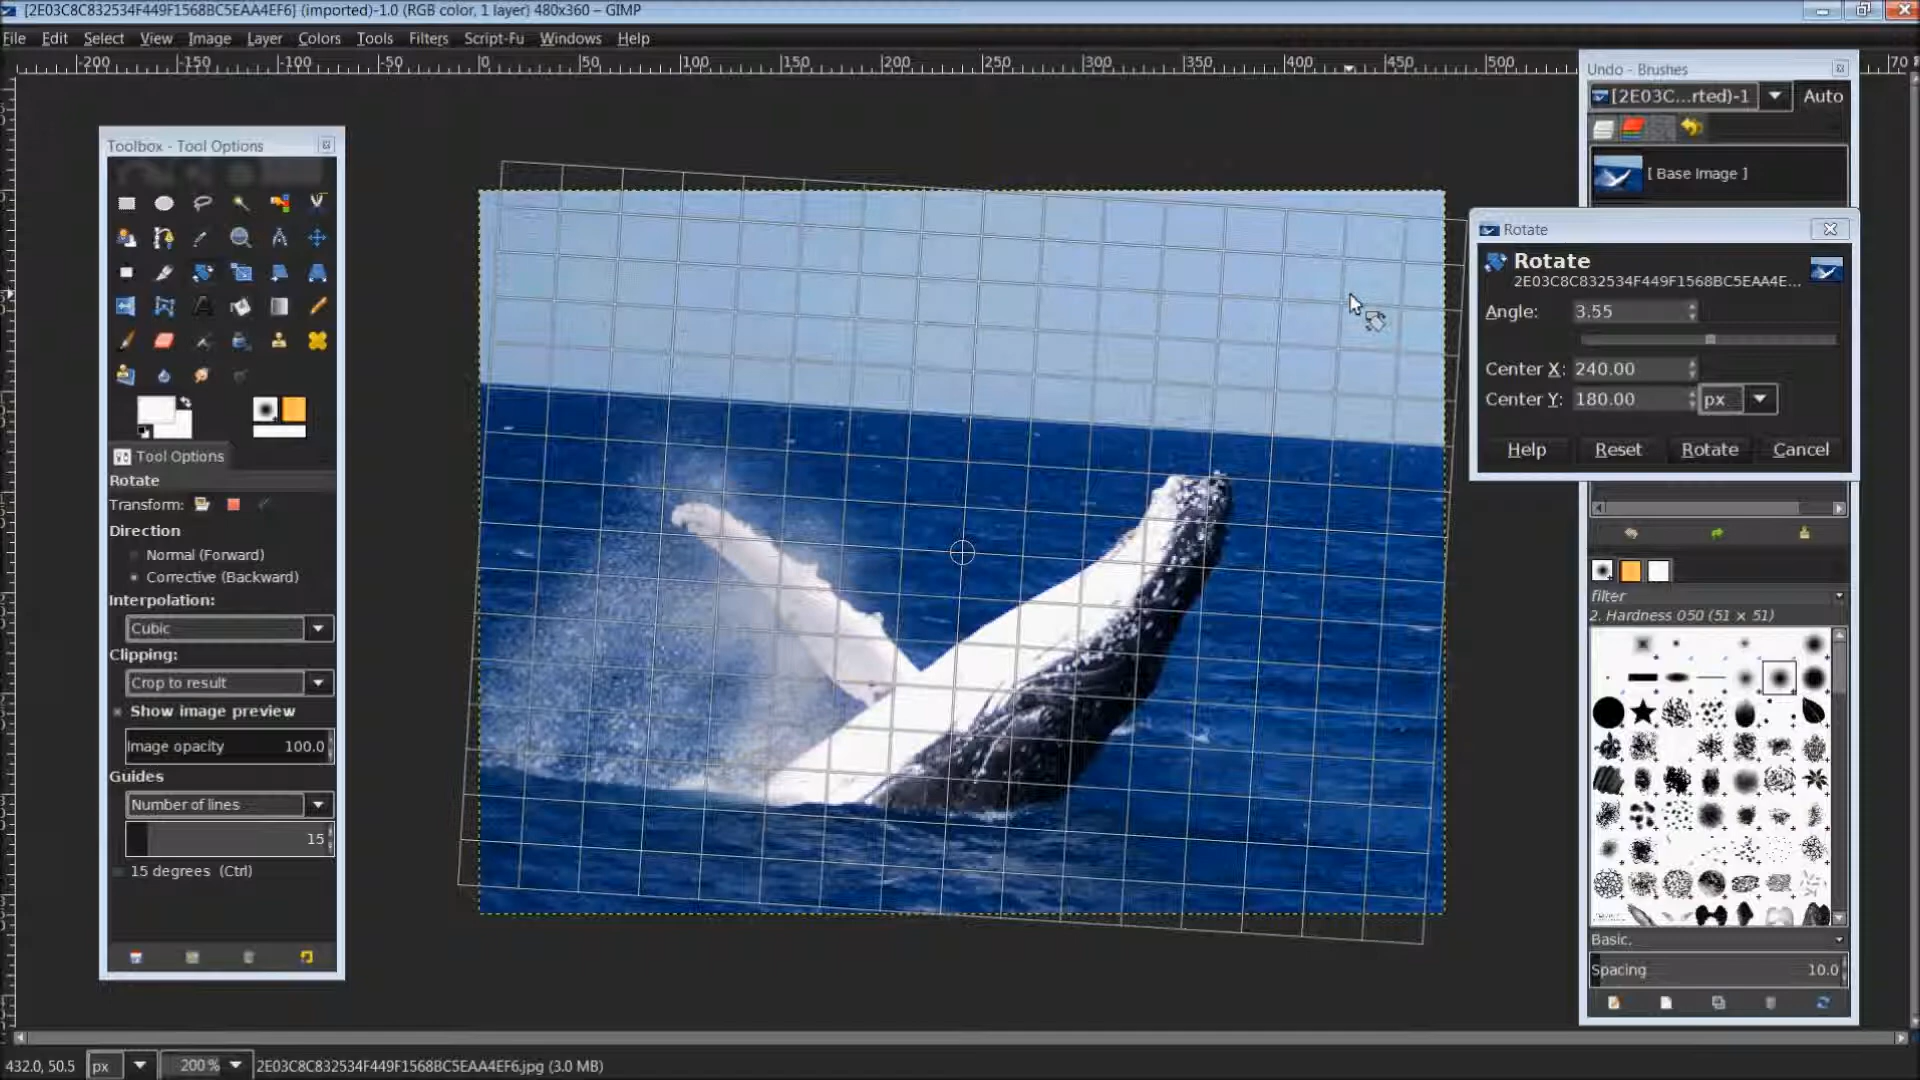 [2E03C8C832534F449F1568BC5EAA4EF6] (imported)-1.0 (RGB color, 1 layer) 480x360 – GIMP
File Edit Select View Image Layer Colors Tools Filters Script-Fu Windows Help
-200 -150 -100 -50 0 50 100 150 200 250 300 350 400 450 500 70
Toolbox - Tool Options
Tool Options
Rotate
Transform:
Direction
Normal (Forward)
Corrective (Backward)
Interpolation:
Cubic
Clipping:
Crop to result
Show image preview
Image opacity 100.0
Guides
Number of lines
15
15 degrees (Ctrl)
Undo - Brushes
[2E03C...rted)-1 Auto
[ Base Image ]
Rotate
Rotate
2E03C8C832534F449F1568BC5EAA4E...
Angle: 3.55
Center X: 240.00
Center Y: 180.00 px
Help Reset Rotate Cancel
filter
2. Hardness 050 (51 × 51)
Basic,
Spacing 10.0
432.0, 50.5 px 200% 2E03C8C832534F449F1568BC5EAA4EF6.jpg (3.0 MB)